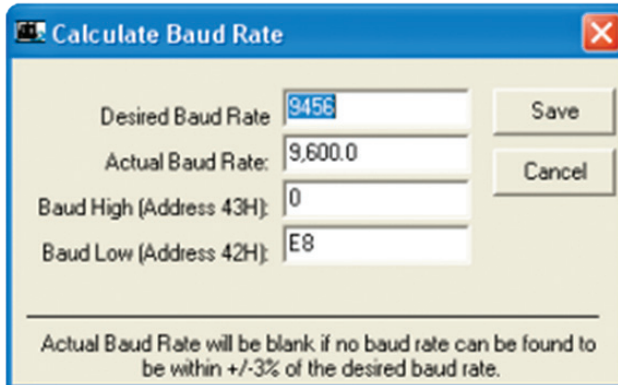 Calculate Baud Rate
Desired Baud Rate 9456 Save
Actual Baud Rate: 9,600.0 Cancel
Baud High (Address 43H): 0
Baud Low (Address 42H): E8
Actual Baud Rate will be blank if no baud rate can be found to
be within +/-3% of the desired baud rate.